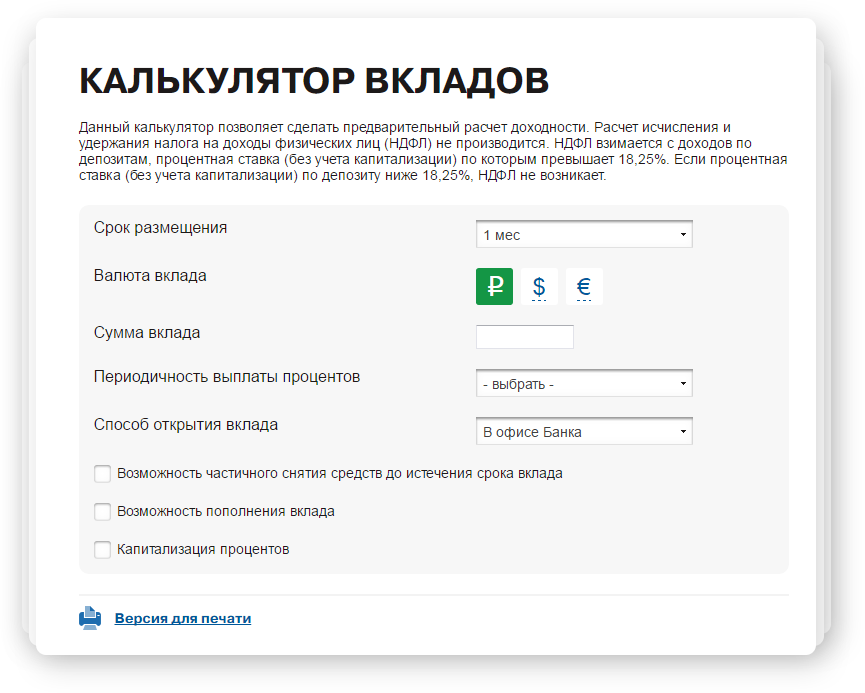 КАЛЬКУЛЯТОР ВКЛАДОВ
Данный калькулятор позволяет сделать предварительный расчет доходности. Расчет исчисления и
удержания налога на доходы физических лиц (НДФЛ) не производится. НДФЛ взимается с доходов по
депозитам, процентная ставка (без учета капитализации) по которым превышает 18,25%. Если процентная
ставка (без учета капитализации) по депозиту ниже 18,25%, НДФЛ не возникает.
Срок размещения
1 мес
Валюта вклада
₽ $ €
Сумма вклада
Периодичность выплаты процентов
- выбрать -
Способ открытия вклада
В офисе Банка
Возможность частичного снятия средств до истечения срока вклада
Возможность пополнения вклада
Капитализация процентов
Версия для печати